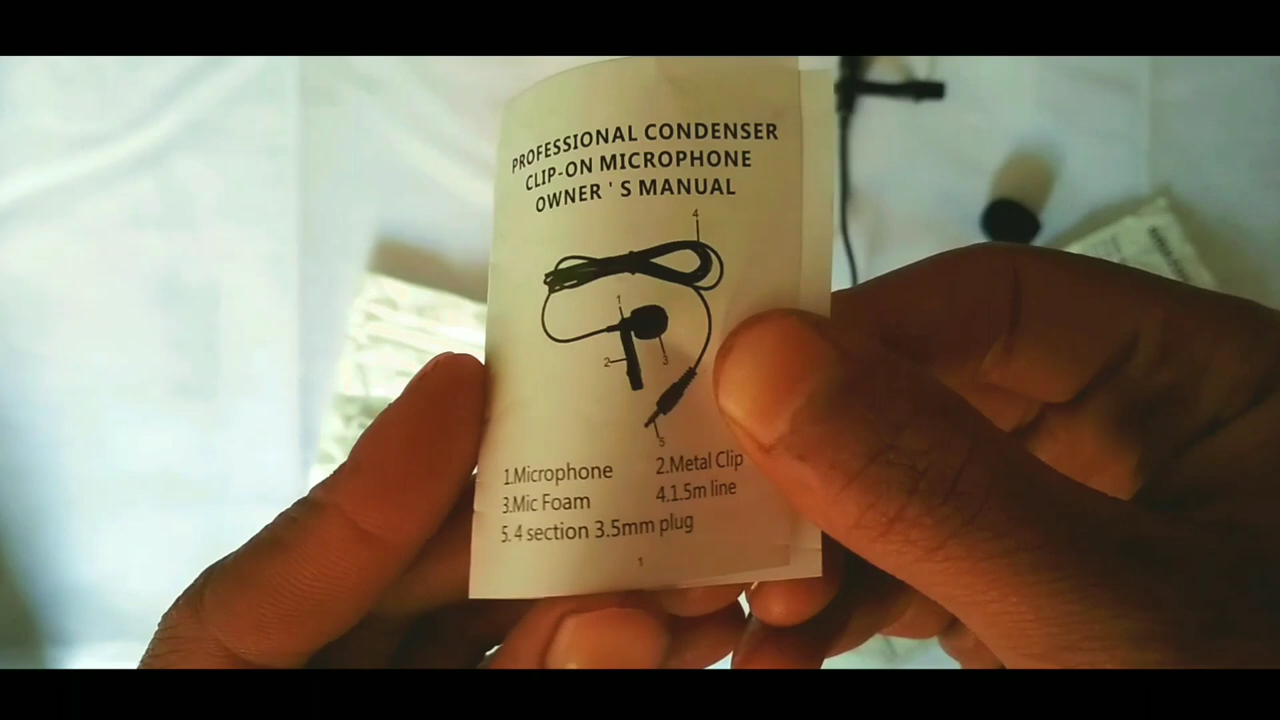 PROFESSIONAL CONDENSER
CLIP-ON MICROPHONE
OWNER ' S MANUAL
4
1
2
3
5
1.Microphone 2.Metal Clip
3.Mic Foam 4.1.5m line
5.4 section 3.5mm plug
1